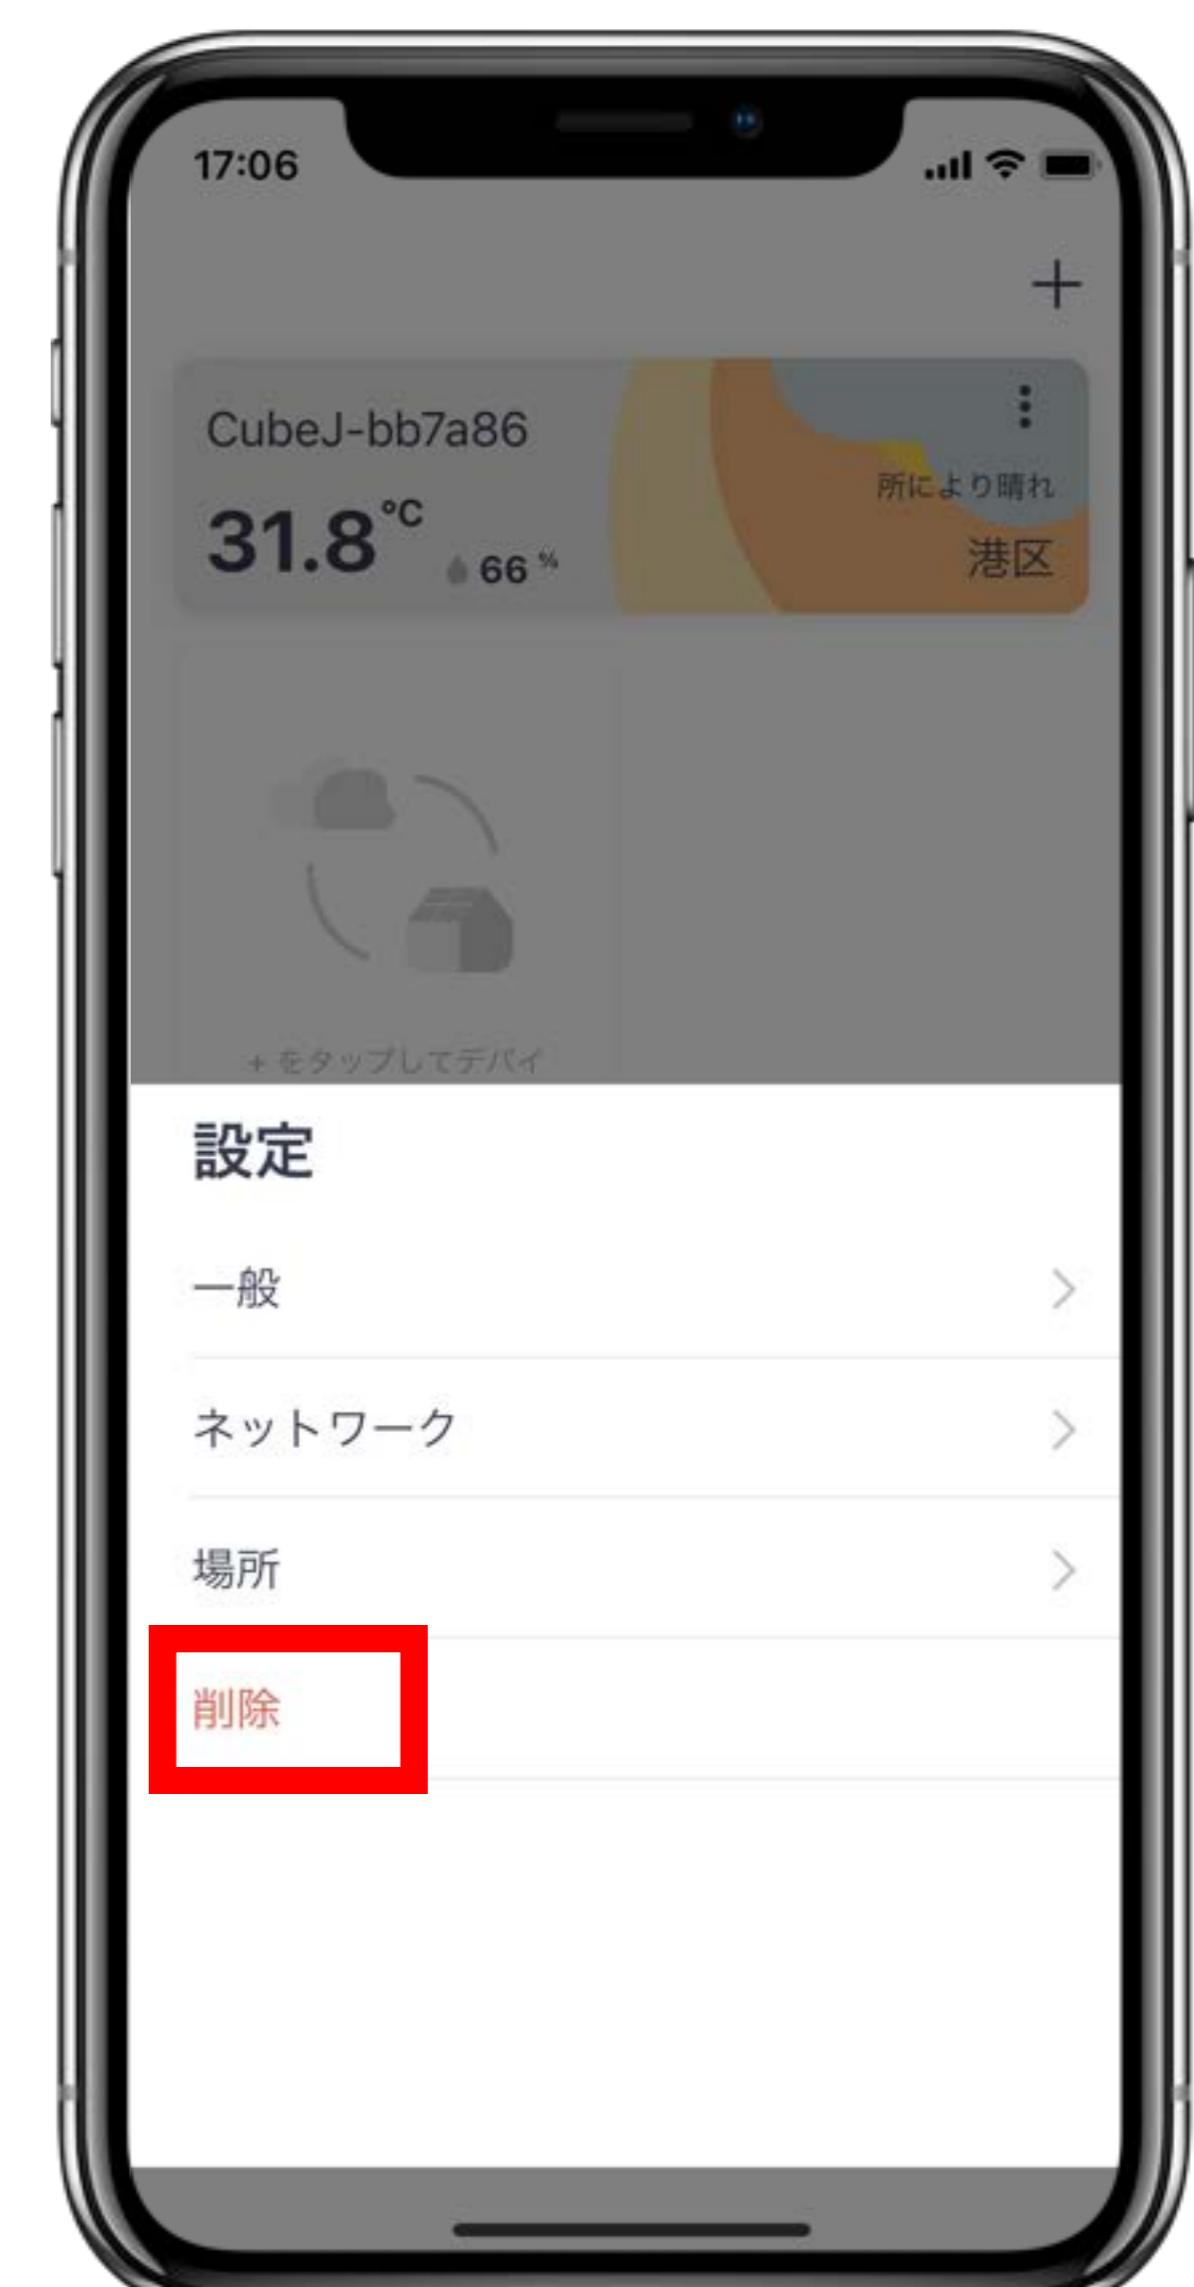 17:06
+
CubeJ-bb7a86
31.8 °C
66 %
所により晴れ
港区
+ をタップしてデバイ
設定
一般
ネットワーク
場所
削除